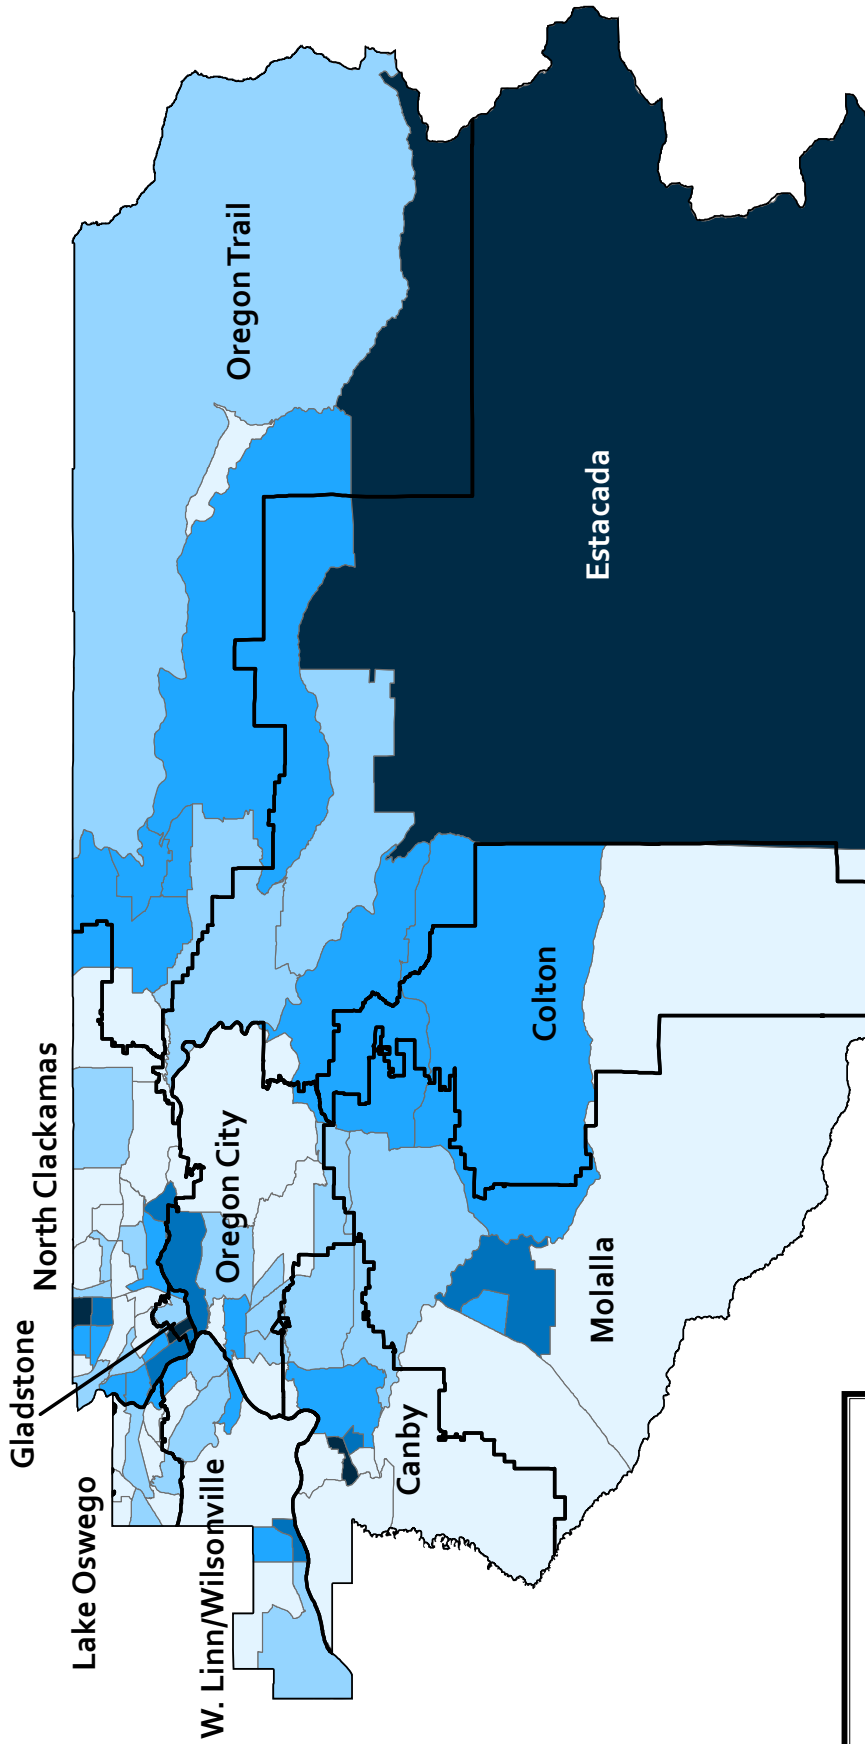 North Clackamas
Gladstone
Lake Oswego
W. Linn/Wilsonville
Oregon City
Oregon Trail
Canby
Colton
Molalla
Estacada